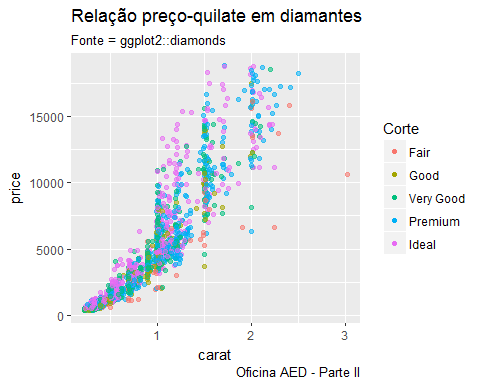 Relação preço-quilate em diamantes
Fonte = ggplot2::diamonds
price
15000
10000
5000
0
1
2
3
carat
Corte
Fair
Good
Very Good
Premium
Ideal
Oficina AED - Parte II